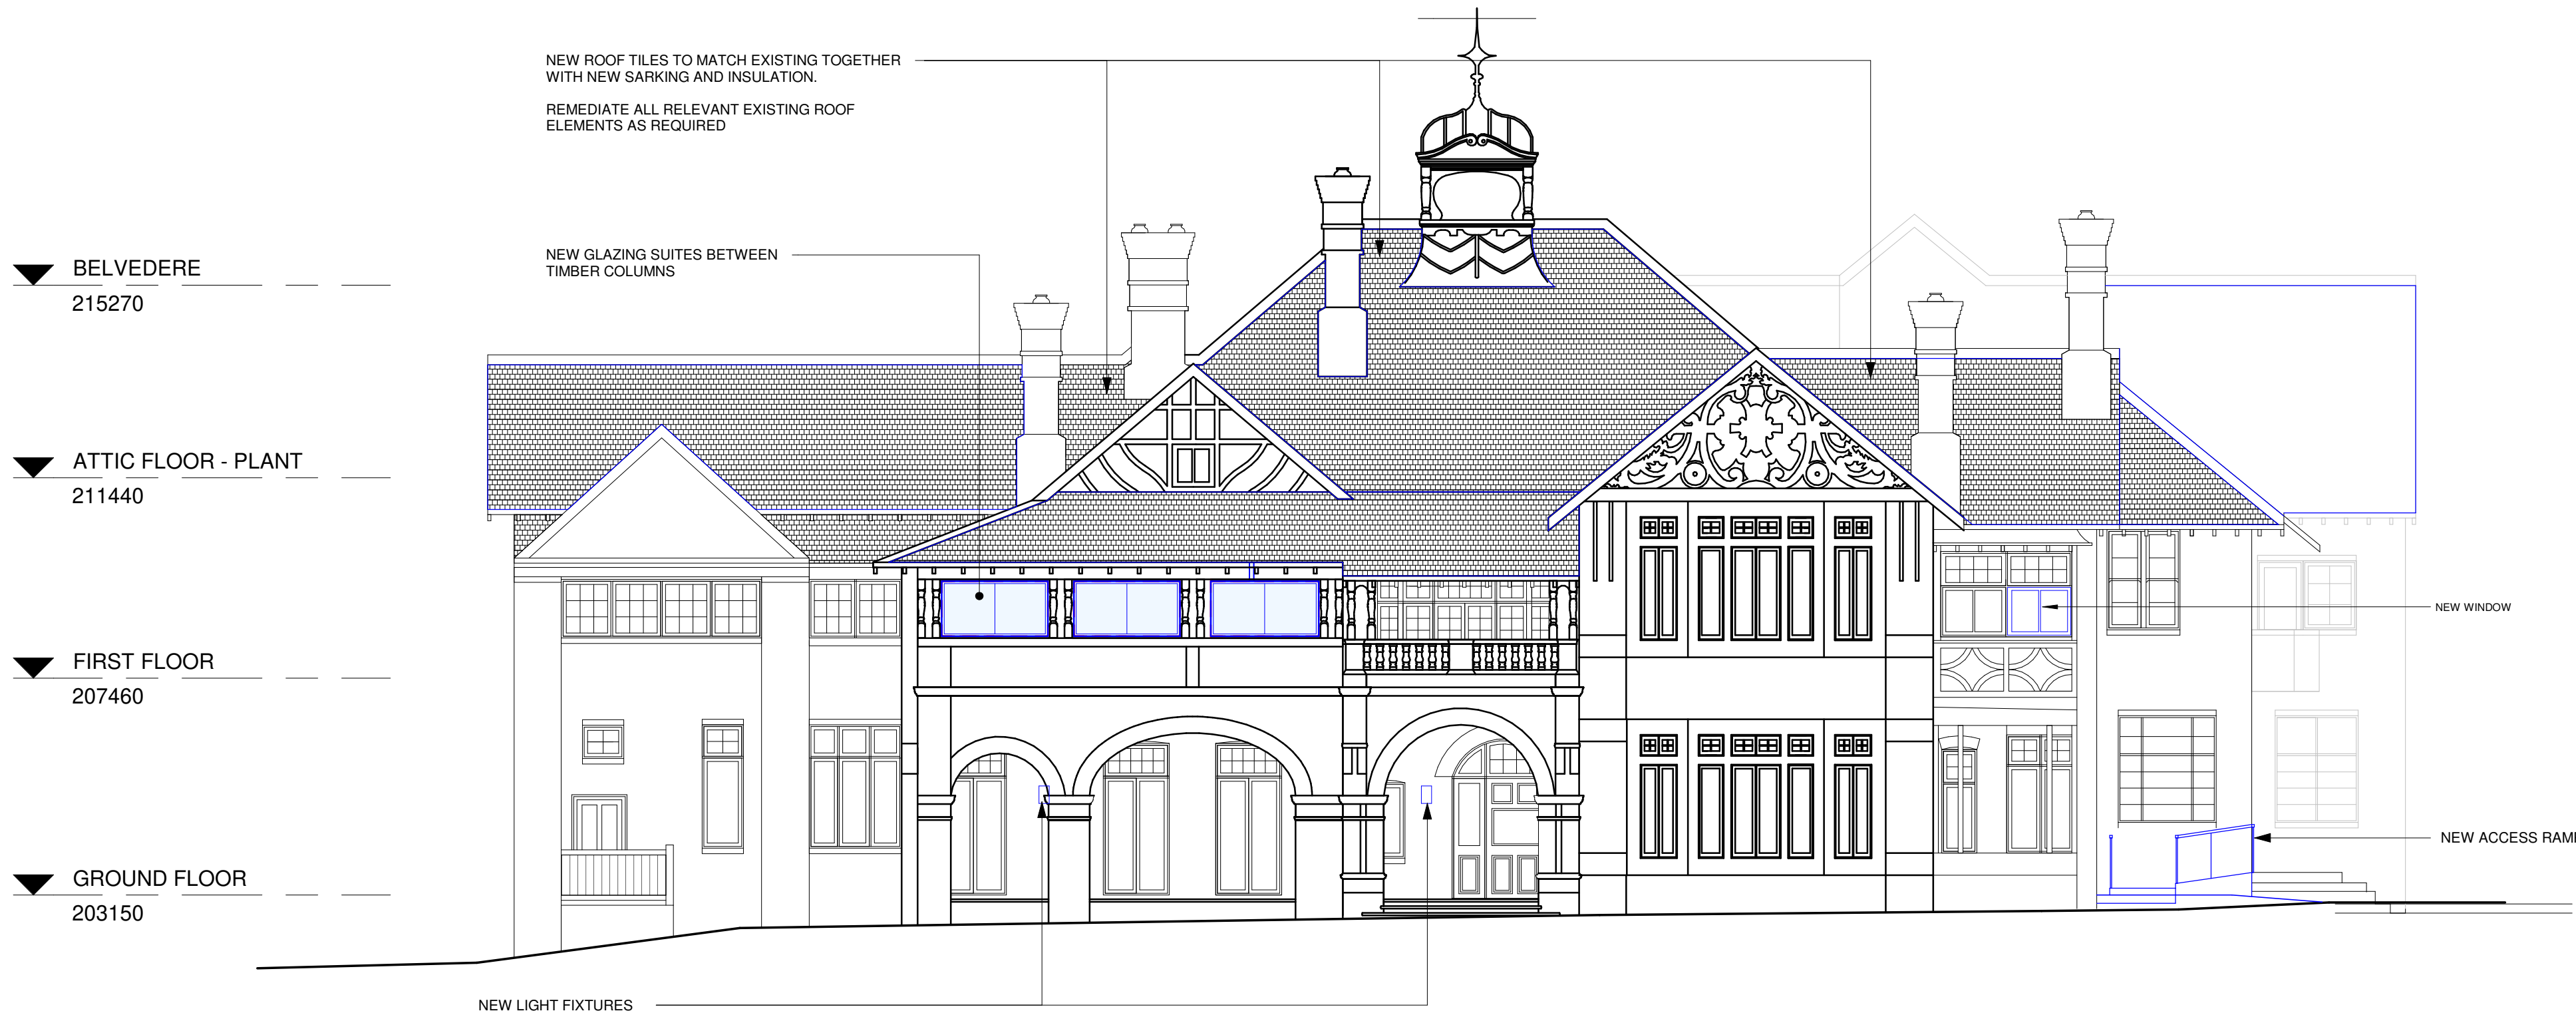 NEW ROOF TILES TO MATCH EXISTING TOGETHER
WITH NEW SARKING AND INSULATION.
REMEDIATE ALL RELEVANT EXISTING ROOF
ELEMENTS AS REQUIRED
NEW GLAZING SUITES BETWEEN
TIMBER COLUMNS
BELVEDERE
215270
ATTIC FLOOR - PLANT
211440
NEW WINDOW
FIRST FLOOR
207460
NEW ACCESS RAM
GROUND FLOOR
203150
NEW LIGHT FIXTURES